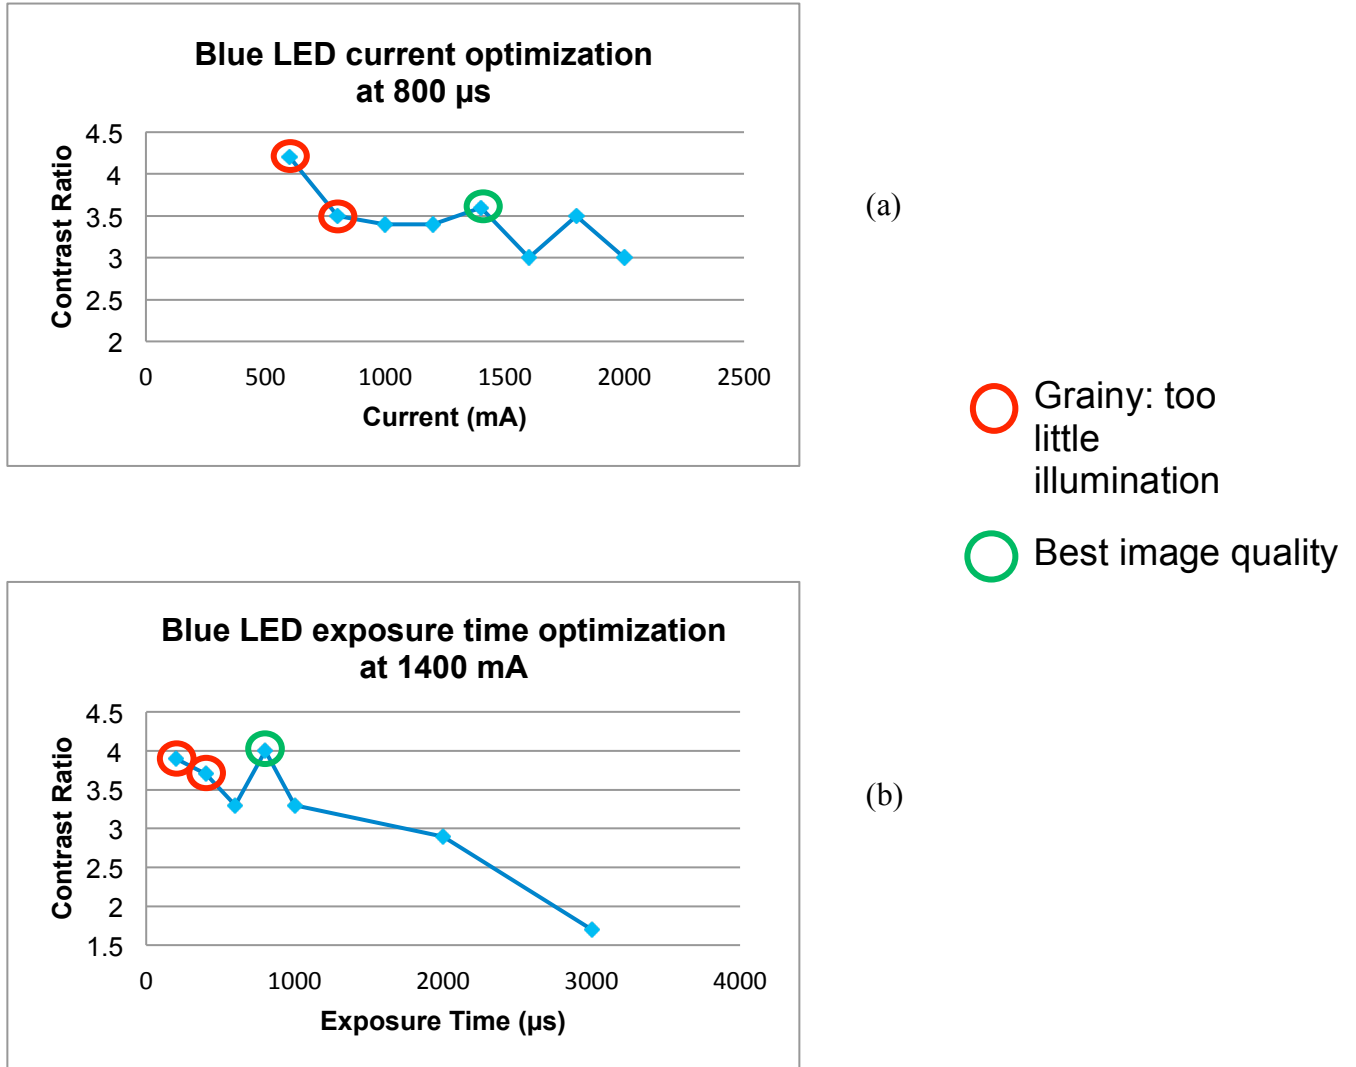 Blue LED current optimization
at 800 µs
Contrast Ratio
4.5
4
3.5
3
2.5
2
0 500 1000 1500 2000 2500
Current (mA)
(a)
Grainy: too
little
illumination
Best image quality
Blue LED exposure time optimization
at 1400 mA
Contrast Ratio
4.5
4
3.5
3
2.5
2
1.5
0 1000 2000 3000 4000
Exposure Time (µs)
(b)